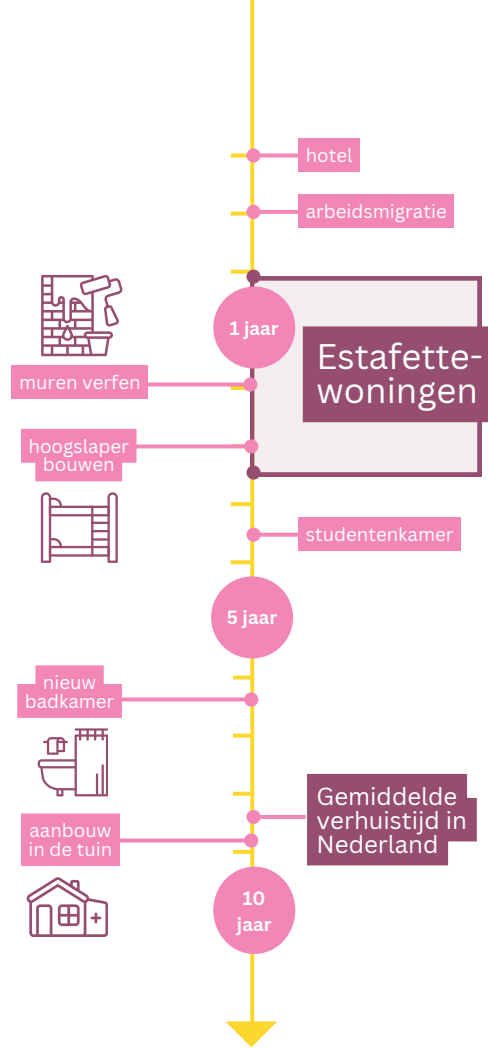 hotel
arbeidsmigratie
1 jaar
Estafette-
woningen
muren verfen
hoogslaper
bouwen
studentenkamer
5 jaar
nieuw
badkamer
Gemiddelde
verhuistijd in
Nederland
aanbouw
in de tuin
10
jaar